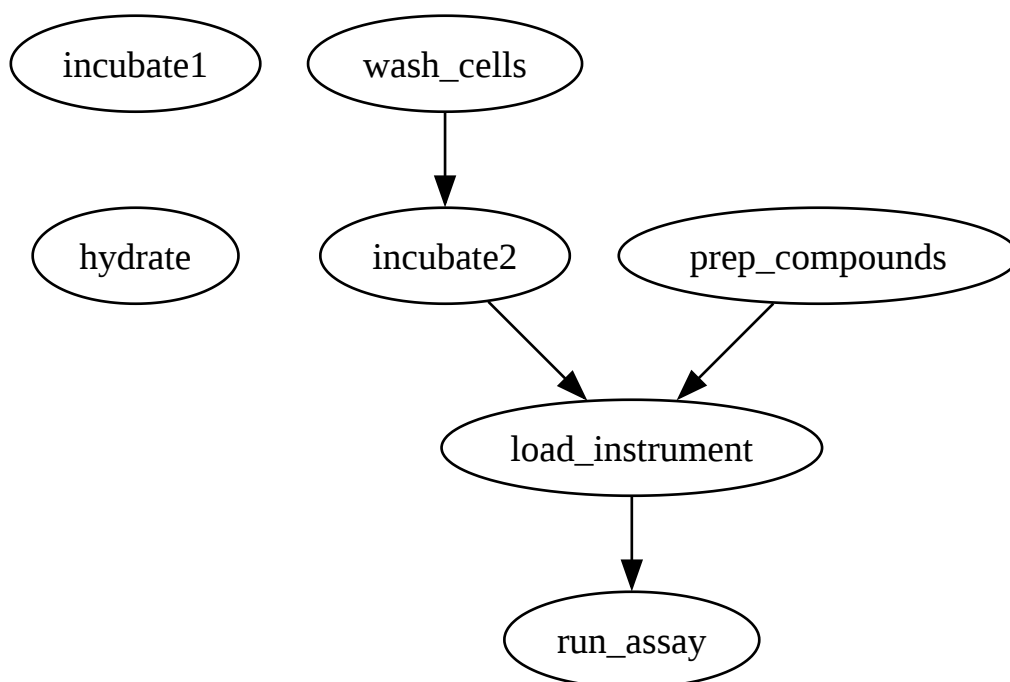 incubate1
wash_cells
hydrate
incubate2
prep_compounds
load_instrument
run_assay